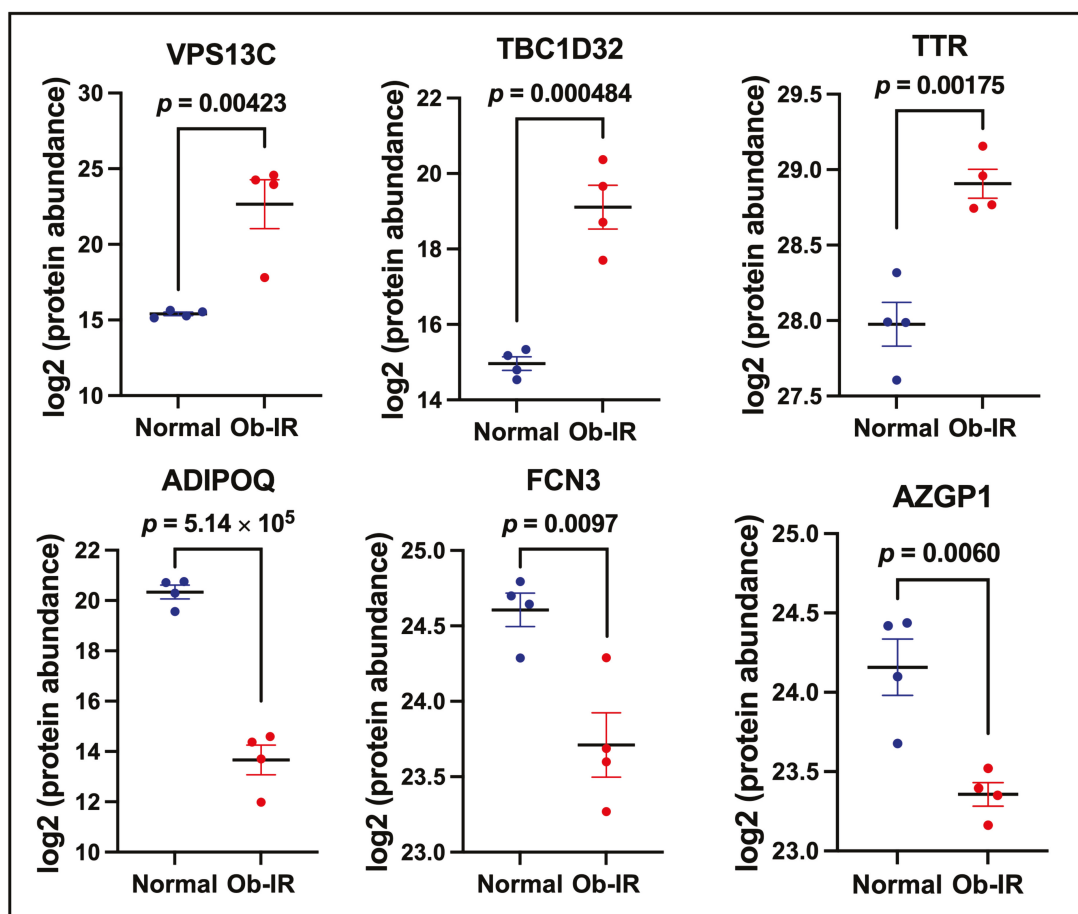 VPS13C
p = 0.00423
log2 (protein abundance)
30
25
20
15
10
Normal Ob-IR
TBC1D32
p = 0.000484
log2 (protein abundance)
22
20
18
16
14
Normal Ob-IR
TTR
p = 0.00175
log2 (protein abundance)
29.5
29.0
28.5
28.0
27.5
Normal Ob-IR
ADIPOQ
p = 5.14 × 10⁵
log2 (protein abundance)
22
20
18
16
14
12
10
Normal Ob-IR
FCN3
p = 0.0097
log2 (protein abundance)
25.0
24.5
24.0
23.5
23.0
Normal Ob-IR
AZGP1
p = 0.0060
log2 (protein abundance)
25.0
24.5
24.0
23.5
23.0
Normal Ob-IR